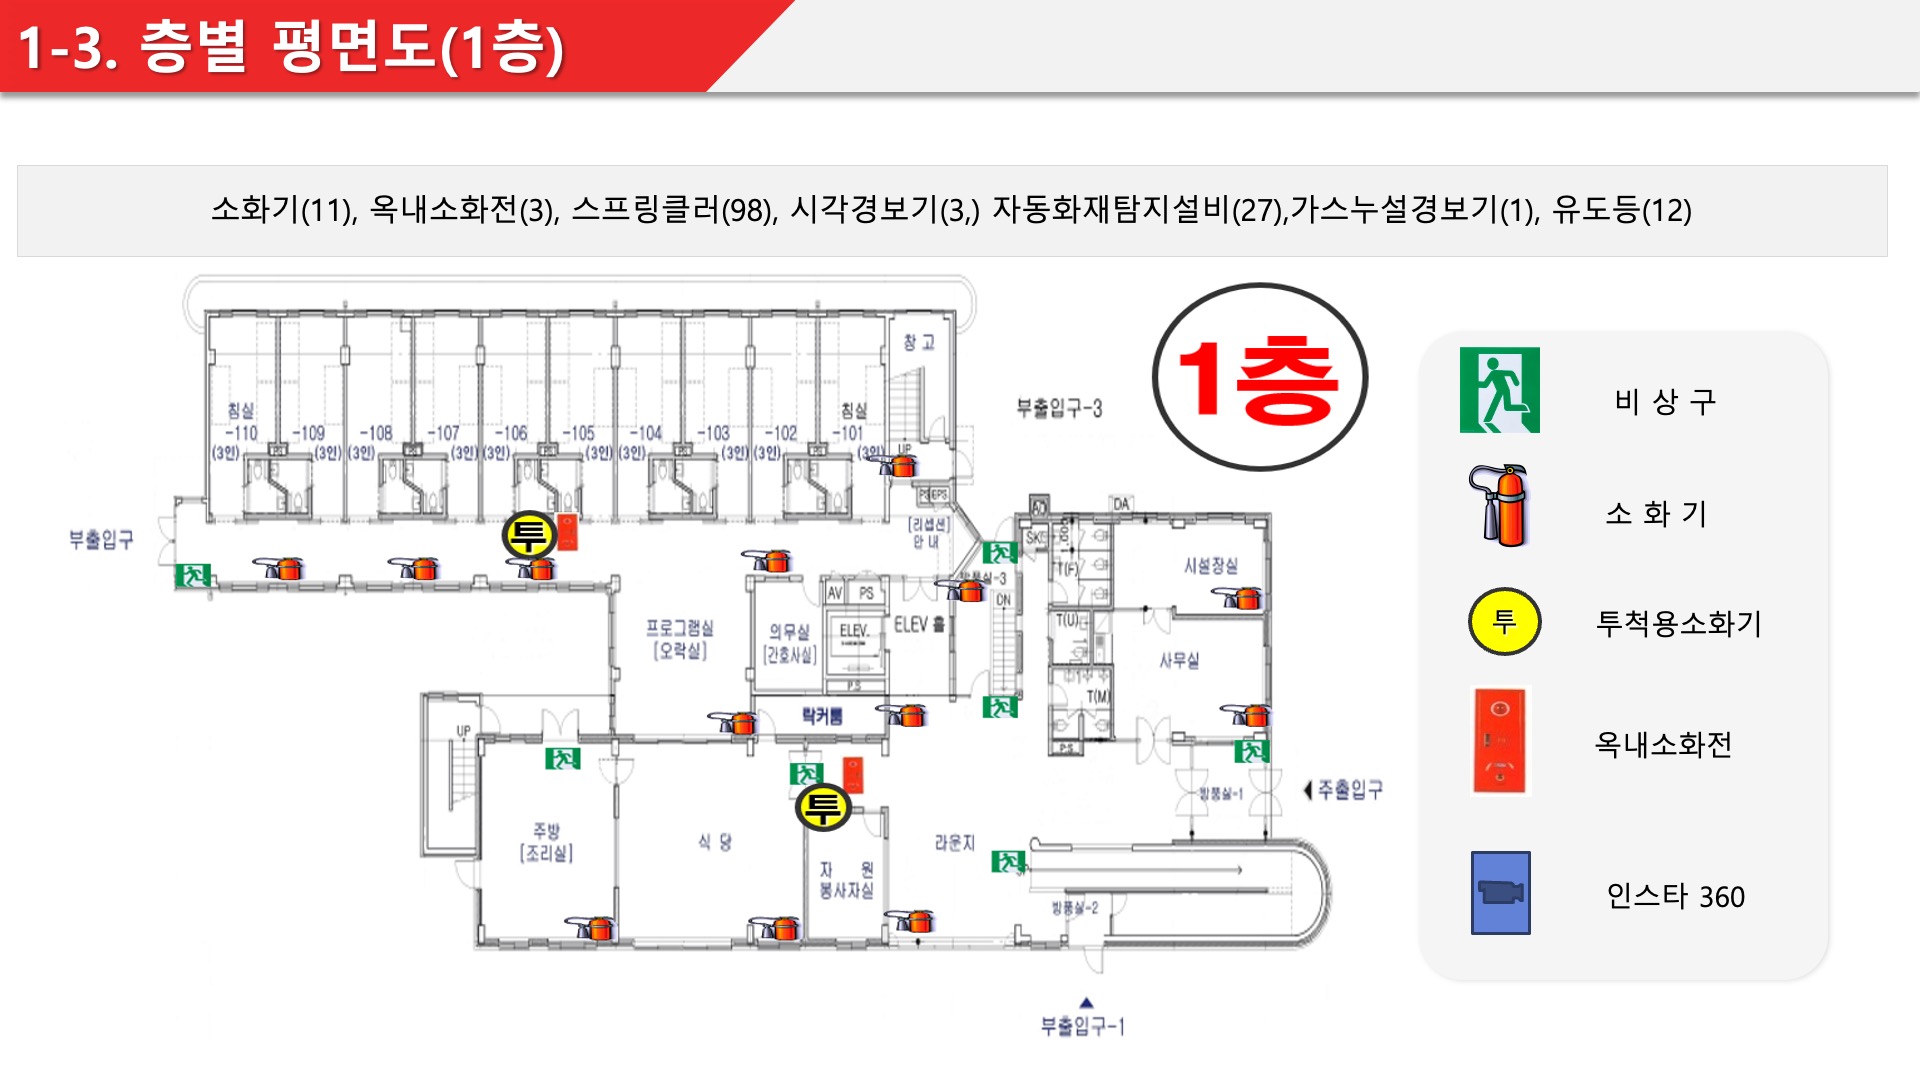 1-3. 층별 평면도(1층)
소화기(11), 옥내소화전(3), 스프링클러(98), 시각경보기(3,) 자동화재탐지설비(27),가스누설경보기(1), 유도등(12)
1층
창 고
부출입구-3
침실
침실
-110 -109 -108 -107 -106 -105 -104 -103 -102 -101
(3인) (3인) (3인) (3인) (3인) (3인) (3인) (3인) (3인) (3인)
UP
PS PS PS PS PS
PS EPS
AD
DA
[리셉션]
안 내
부출입구
투
SK
T(F)
시설장실
방풍실-3
DN
AV PS
T(U)
ELEV 홀
ELEV.
프로그램실
[오락실]
의무실
[간호사실]
사무실
P.S
T(M)
락커룸
UP
P.S
방풍실-1
주출입구
투
주방
[조리실]
식 당
라운지
자 원
봉사자실
방풍실-2
부출입구-1
비 상 구
소 화 기
투
투척용소화기
옥내소화전
인스타 360